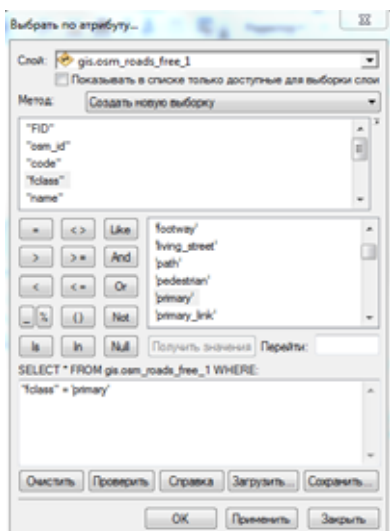 Выбрать по атрибуту...
Слой: gis.osm_roads_free_1
Показывать в списке только доступные для выборки слои
Метод: Создать новую выборку
"FID"
"osm_id"
"code"
"fclass"
"name"
= < > Like
> > = And
< < = Or
_ % () Not
Is In Null
'footway'
'living_street'
'path'
'pedestrian'
'primary'
'primary_link'
Получить значения Перейти:
SELECT * FROM gis.osm_roads_free_1 WHERE:
"fclass" = 'primary'
Очистить Проверить Справка Загрузить... Сохранить...
OK Применить Закрыть